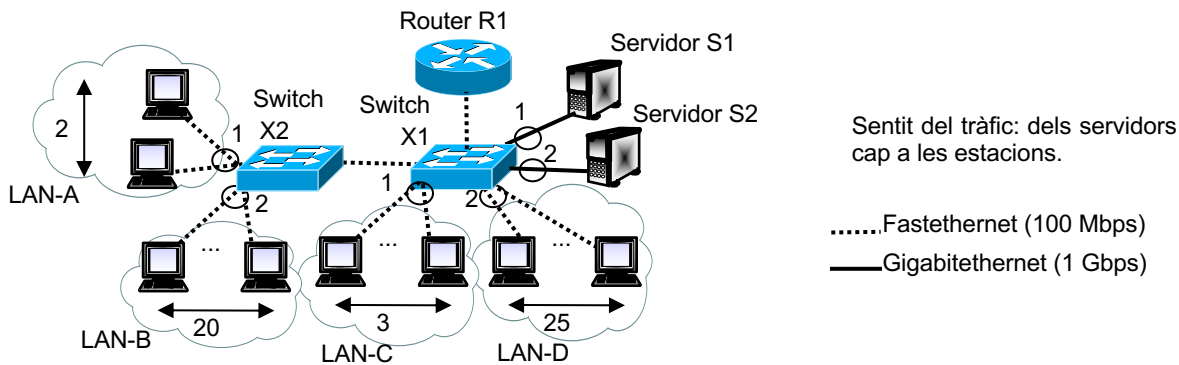 Router R1
Servidor S1
Switch
X2
Switch
X1
1
Servidor S2
2
2
1
LAN-A
2
1
2
Sentit del tràfic: dels servidors
cap a les estacions.
...
...
...
Fastethernet (100 Mbps)
Gigabitethernet (1 Gbps)
20
3
25
LAN-B
LAN-C
LAN-D